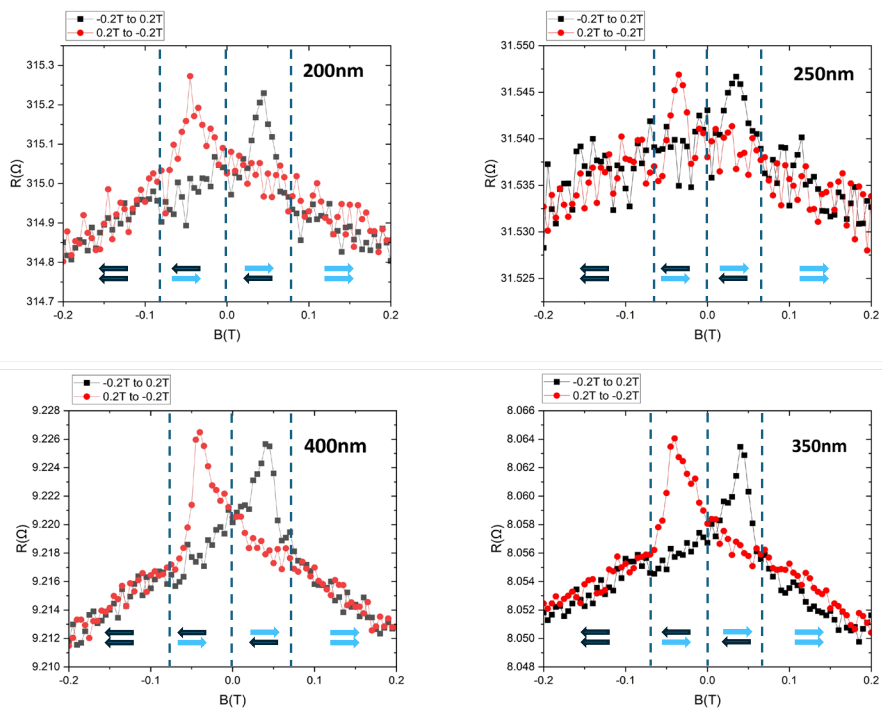 -0.2T to 0.2T
0.2T to -0.2T
200nm
315.3
315.2
315.1
315.0
314.9
314.8
314.7
R(Ω)
-0.2
-0.1
0.0
0.1
0.2
B(T)
-0.2T to 0.2T
0.2T to -0.2T
250nm
31.550
31.545
31.540
31.535
31.530
31.525
R(Ω)
-0.2
-0.1
0.0
0.1
0.2
B(T)
-0.2T to 0.2T
0.2T to -0.2T
400nm
9.228
9.226
9.224
9.222
9.220
9.218
9.216
9.214
9.212
9.210
R(Ω)
-0.2
-0.1
0.0
0.1
0.2
B(T)
-0.2T to 0.2T
0.2T to -0.2T
350nm
8.066
8.064
8.062
8.060
8.058
8.056
8.054
8.052
8.050
8.048
R(Ω)
-0.2
-0.1
0.0
0.1
0.2
B(T)